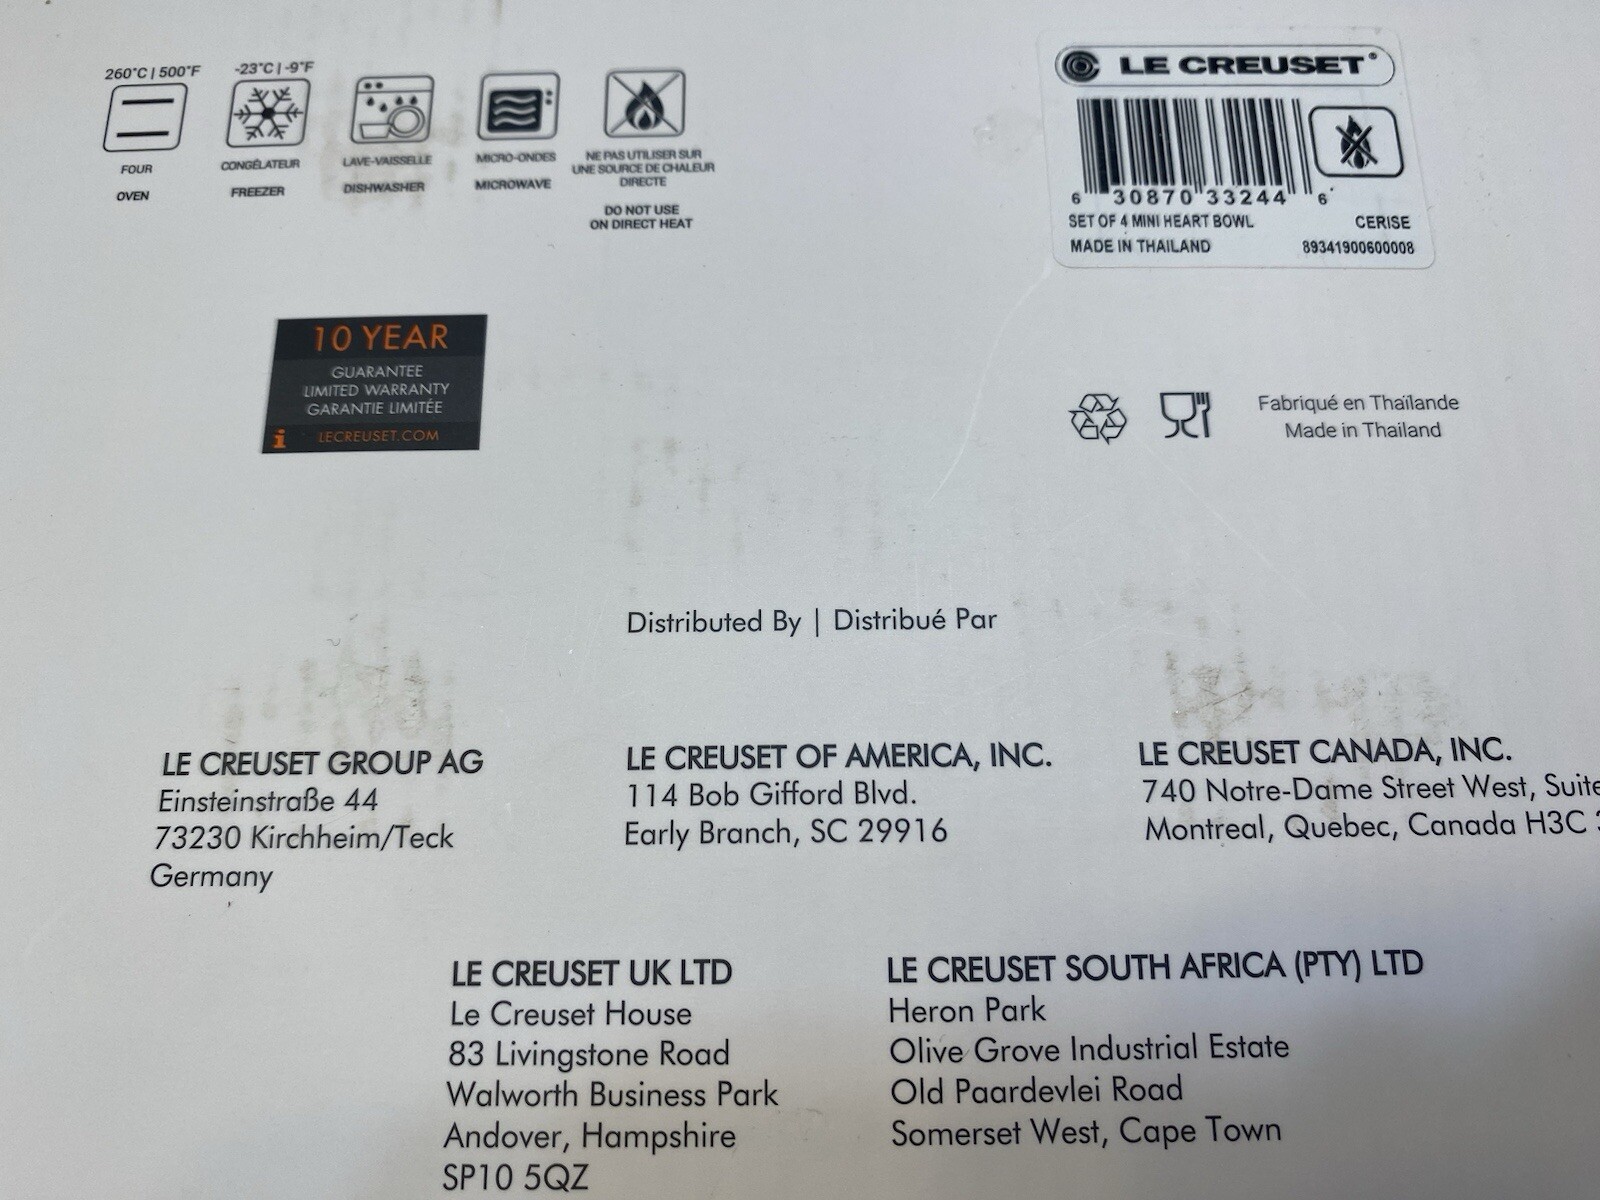 260°C | 500°F
FOUR
OVEN
-23°C | -9°F
CONGÉLATEUR
FREEZER
LAVE-VAISSELLE
DISHWASHER
MICRO-ONDES
MICROWAVE
NE PAS UTILISER SUR
UNE SOURCE DE CHALEUR
DIRECTE
DO NOT USE
ON DIRECT HEAT
LE CREUSET®
6 30870 33244 6
SET OF 4 MINI HEART BOWL CERISE
MADE IN THAILAND 89341900600008
10 YEAR
GUARANTEE
LIMITED WARRANTY
GARANTIE LIMITÉE
i LECREUSET.COM
Fabriqué en Thaïlande
Made in Thailand
Distributed By | Distribué Par
LE CREUSET GROUP AG
Einsteinstraße 44
73230 Kirchheim/Teck
Germany
LE CREUSET OF AMERICA, INC.
114 Bob Gifford Blvd.
Early Branch, SC 29916
LE CREUSET CANADA, INC.
740 Notre-Dame Street West, Suite
Montreal, Quebec, Canada H3C
LE CREUSET UK LTD
Le Creuset House
83 Livingstone Road
Walworth Business Park
Andover, Hampshire
SP10 5QZ
LE CREUSET SOUTH AFRICA (PTY) LTD
Heron Park
Olive Grove Industrial Estate
Old Paardevlei Road
Somerset West, Cape Town